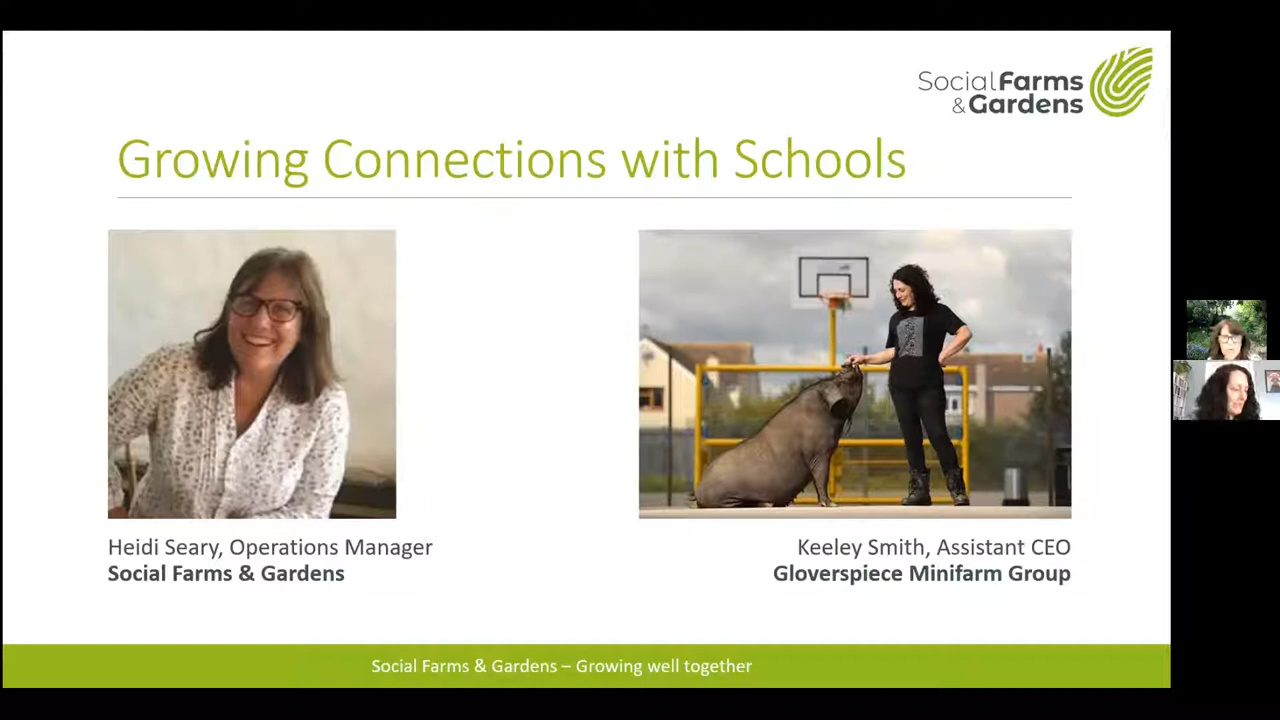 Social Farms
& Gardens
Growing Connections with Schools
Heidi Seary, Operations Manager
Social Farms & Gardens
Keeley Smith, Assistant CEO
Gloverspiece Minifarm Group
Social Farms & Gardens – Growing well together